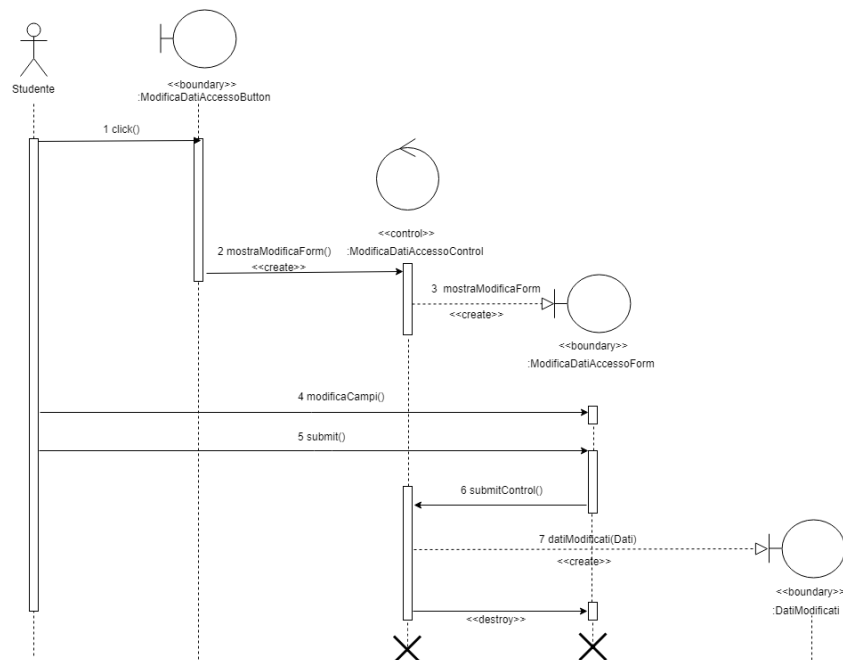 Studente
<<boundary>>
:ModificaDatiAccessoButton
1 click()
<<control>>
:ModificaDatiAccessoControl
2 mostraModificaForm()
<<create>>
3 mostraModificaForm
<<create>>
<<boundary>>
:ModificaDatiAccessoForm
4 modificaCampi()
5 submit()
6 submitControl()
7 datiModificati(Dati)
<<create>>
<<boundary>>
:DatiModificati
<<destroy>>